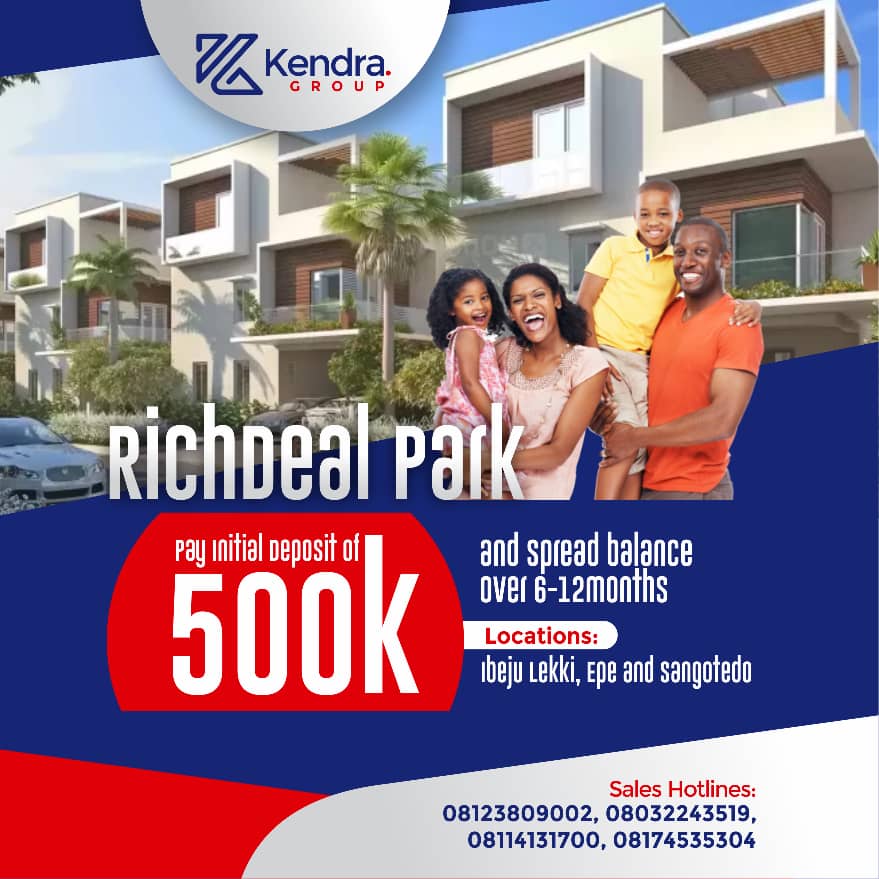 Kendra.
GROUP
RichDeal Park
Pay initial Deposit of
500k
and spread balance
over 6-12months
Locations:
ibeju Lekki, Epe and sangotedo
Sales Hotlines:
08123809002, 08032243519,
08114131700, 08174535304